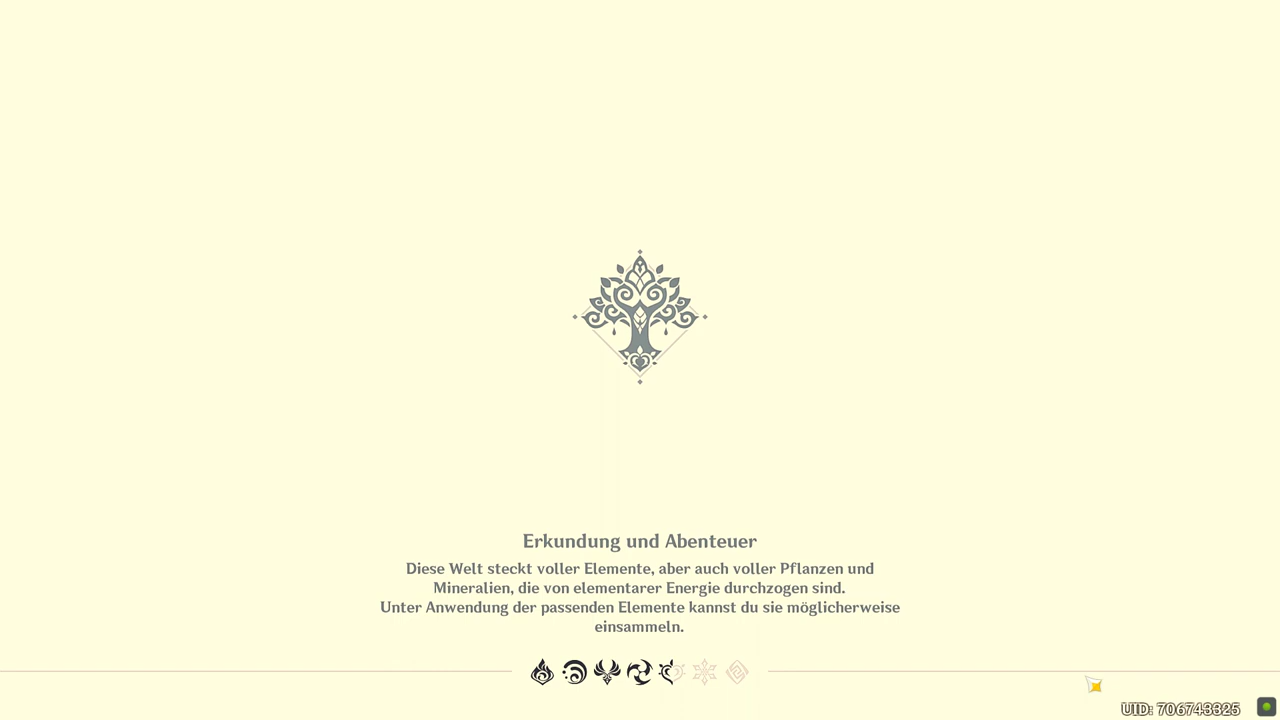 Erkundung und Abenteuer
Diese Welt steckt voller Elemente, aber auch voller Pflanzen und
Mineralien, die von elementarer Energie durchzogen sind.
Unter Anwendung der passenden Elemente kannst du sie möglicherweise
einsammeln.
UID: 706743325